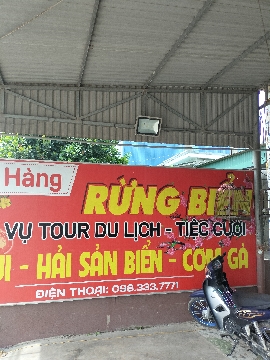 Hàng
RỪNG BIỂN
VỤ TOUR DU LỊCH - TIỆC CƯỚI
- HẢI SẢN BIỂN - CƠM GÀ
ĐIỆN THOẠI: 098.333.7771